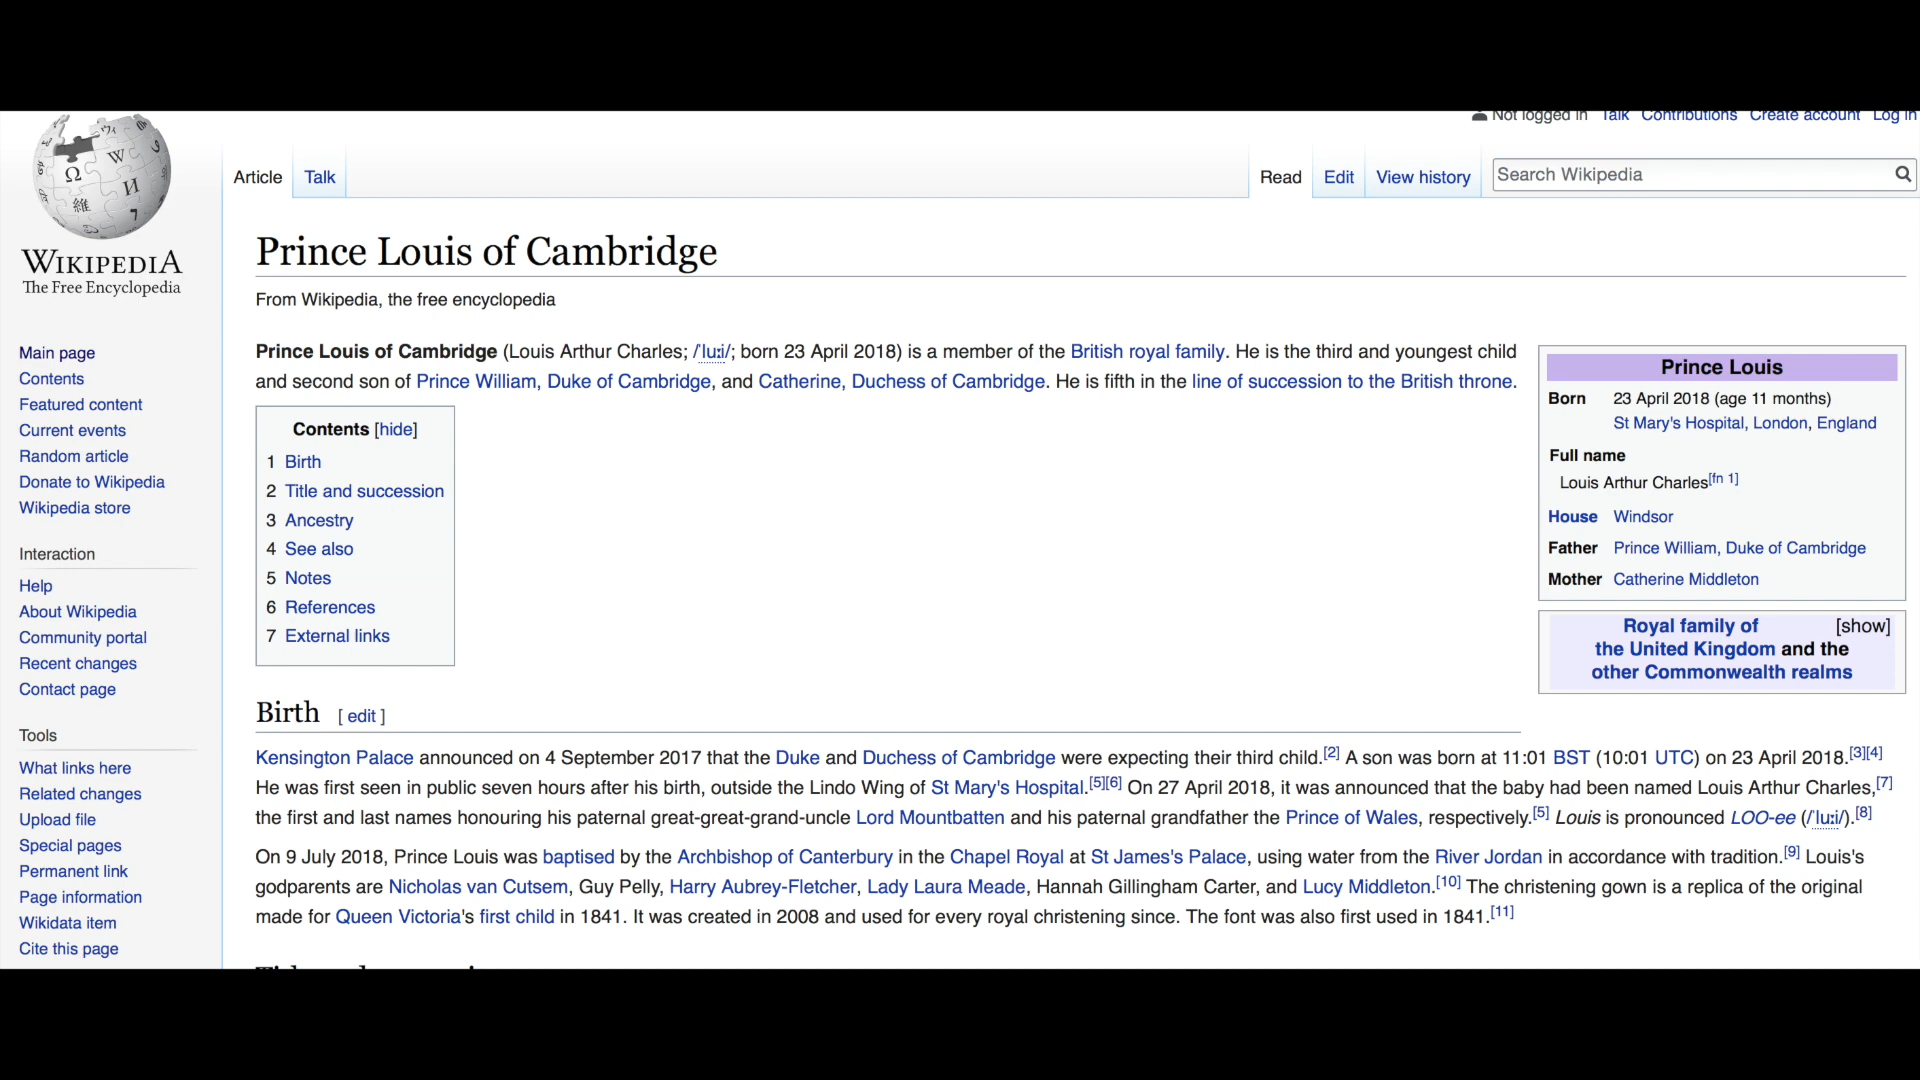 Not logged in Talk Contributions Create account Log in
Article Talk Read Edit View history Search Wikipedia
WIKIPEDIA
The Free Encyclopedia
Main page
Contents
Featured content
Current events
Random article
Donate to Wikipedia
Wikipedia store
Interaction
Help
About Wikipedia
Community portal
Recent changes
Contact page
Tools
What links here
Related changes
Upload file
Special pages
Permanent link
Page information
Wikidata item
Cite this page
Prince Louis of Cambridge
From Wikipedia, the free encyclopedia
Prince Louis of Cambridge (Louis Arthur Charles; /ˈluːi/; born 23 April 2018) is a member of the British royal family. He is the third and youngest child
and second son of Prince William, Duke of Cambridge, and Catherine, Duchess of Cambridge. He is fifth in the line of succession to the British throne.
Contents [hide]
1 Birth
2 Title and succession
3 Ancestry
4 See also
5 Notes
6 References
7 External links
Prince Louis
Born 23 April 2018 (age 11 months)
St Mary's Hospital, London, England
Full name
Louis Arthur Charles[fn 1]
House Windsor
Father Prince William, Duke of Cambridge
Mother Catherine Middleton
Royal family of [show]
the United Kingdom and the
other Commonwealth realms
Birth [ edit ]
Kensington Palace announced on 4 September 2017 that the Duke and Duchess of Cambridge were expecting their third child.[2] A son was born at 11:01 BST (10:01 UTC) on 23 April 2018.[3][4]
He was first seen in public seven hours after his birth, outside the Lindo Wing of St Mary's Hospital.[5][6] On 27 April 2018, it was announced that the baby had been named Louis Arthur Charles,[7]
the first and last names honouring his paternal great-great-grand-uncle Lord Mountbatten and his paternal grandfather the Prince of Wales, respectively.[5] Louis is pronounced LOO-ee (/ˈluːi/).[8]
On 9 July 2018, Prince Louis was baptised by the Archbishop of Canterbury in the Chapel Royal at St James's Palace, using water from the River Jordan in accordance with tradition.[9] Louis's
godparents are Nicholas van Cutsem, Guy Pelly, Harry Aubrey-Fletcher, Lady Laura Meade, Hannah Gillingham Carter, and Lucy Middleton.[10] The christening gown is a replica of the original
made for Queen Victoria's first child in 1841. It was created in 2008 and used for every royal christening since. The font was also first used in 1841.[11]